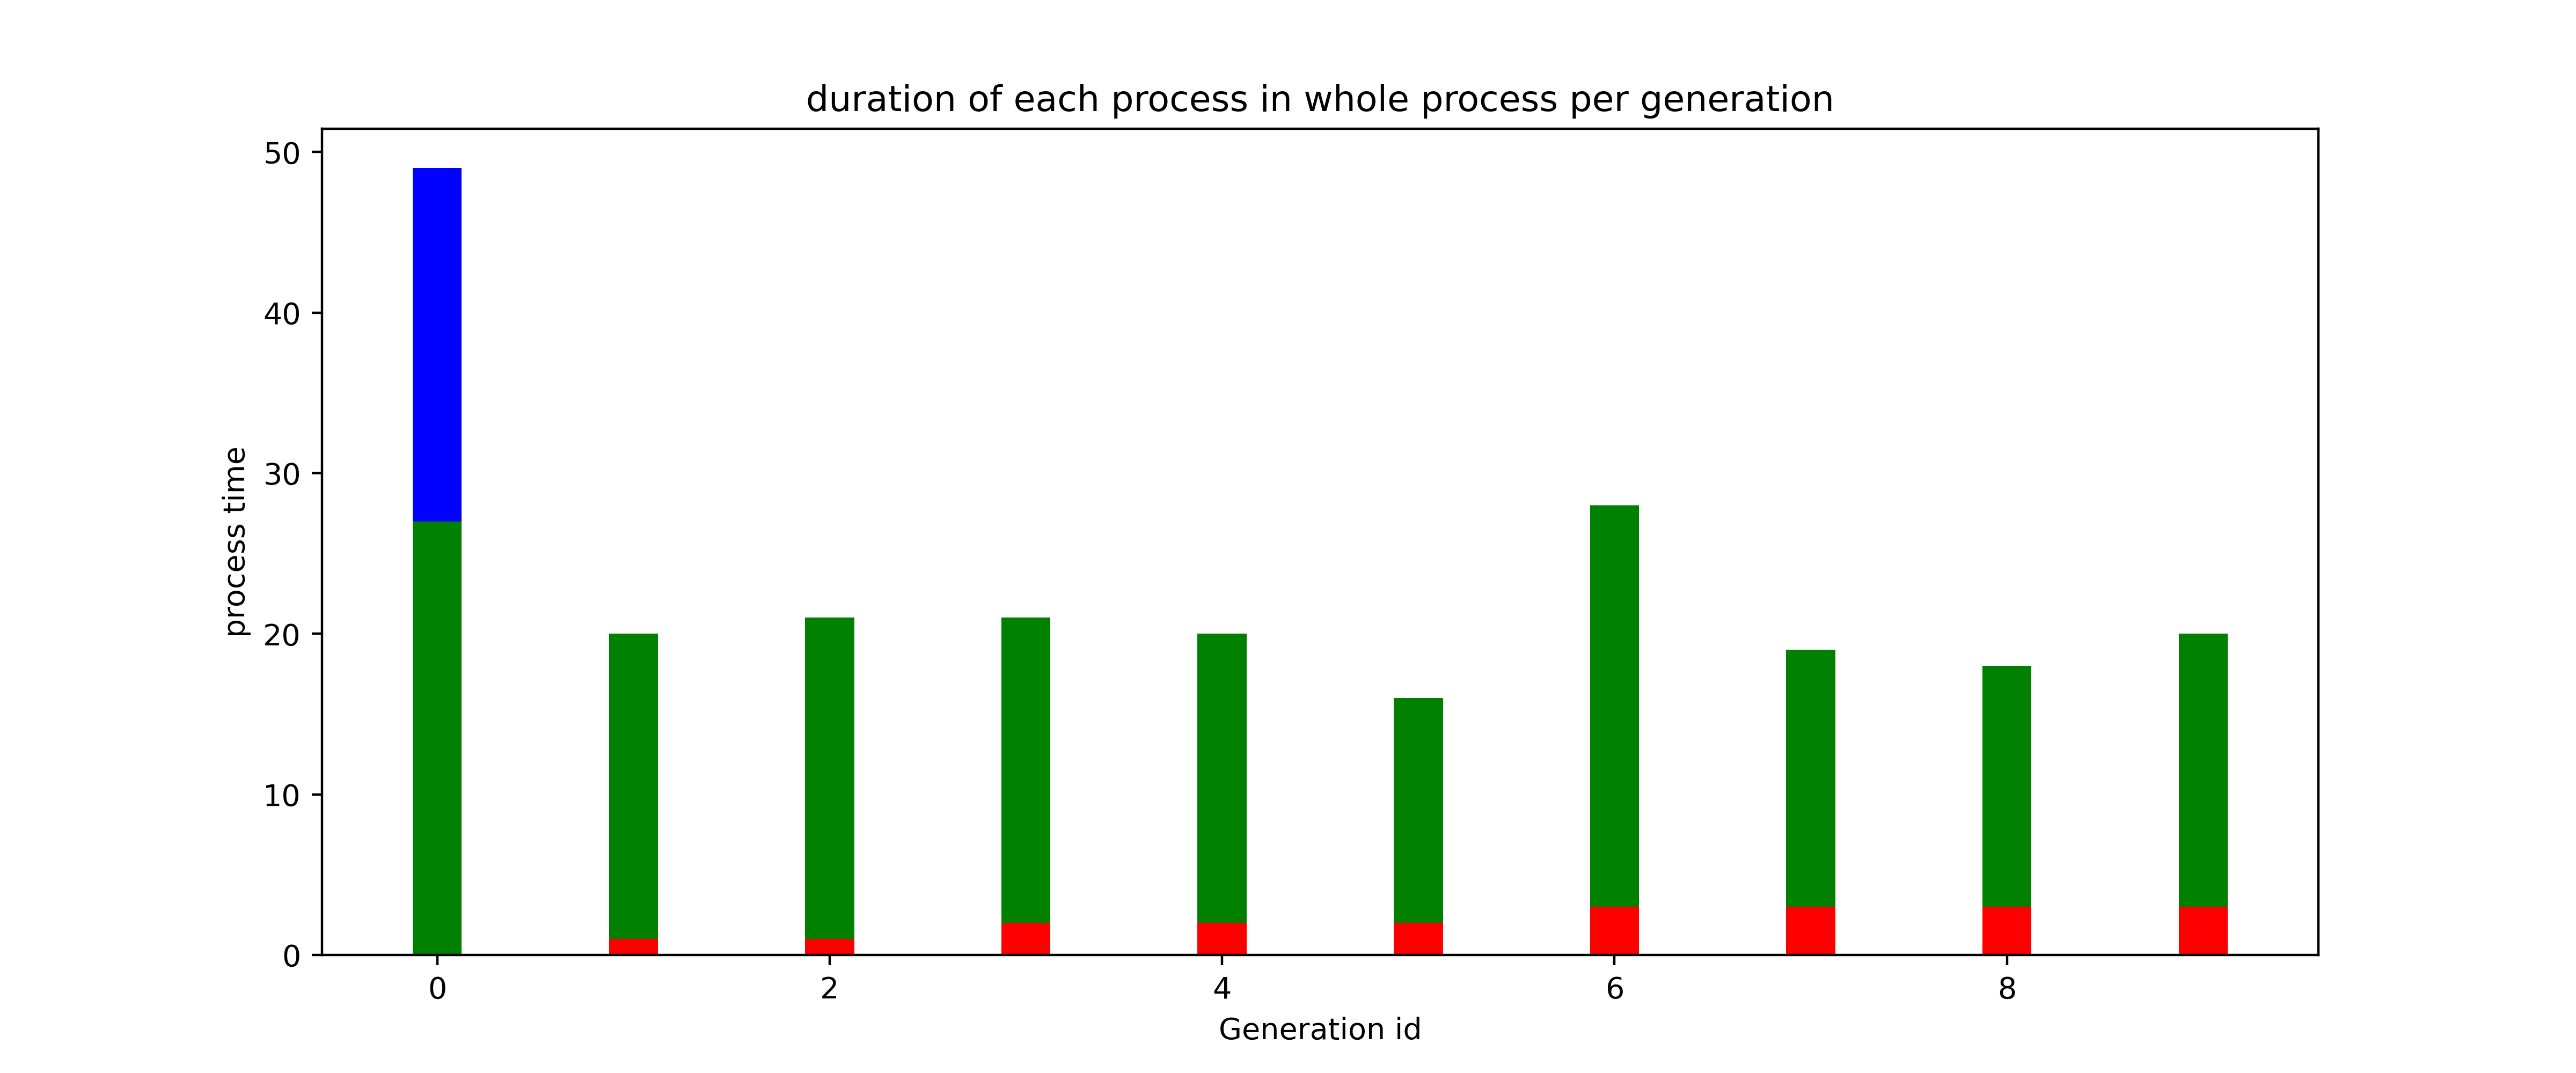 duration of each process in whole process per generation
50
40
30
20
10
0
process time
0 2 4 6 8
Generation id